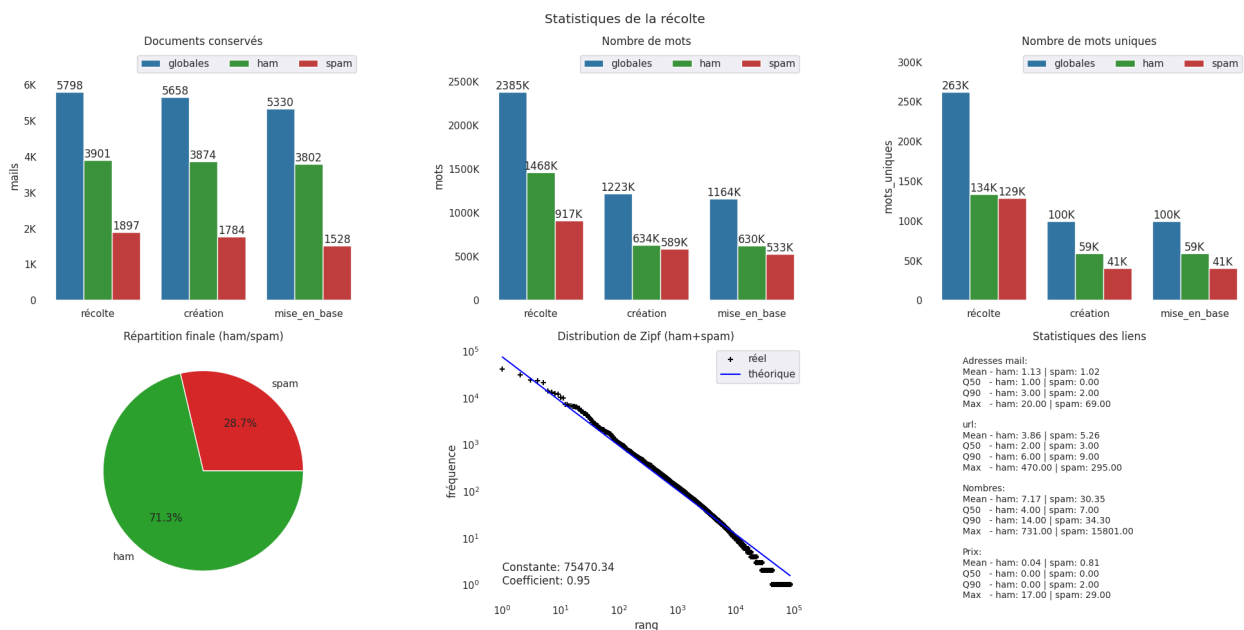 Statistiques de la récolte
Documents conservés
globales ham spam
6K
5K
4K
3K
2K
1K
0
mails
5798
3901
1897
5658
3874
1784
5330
3802
1528
récolte création mise_en_base
Nombre de mots
globales ham spam
2500K
2000K
1500K
1000K
500K
0
mots
2385K
1468K
917K
1223K
634K
589K
1164K
630K
533K
récolte création mise_en_base
Nombre de mots uniques
globales ham spam
300K
250K
200K
150K
100K
50K
0
mots_uniques
263K
134K
129K
100K
59K
41K
100K
59K
41K
récolte création mise_en_base
Répartition finale (ham/spam)
spam
28.7%
71.3%
ham
Distribution de Zipf (ham+spam)
réel
théorique
10⁵
10⁴
10³
10²
10¹
10⁰
fréquence
Constante: 75470.34
Coefficient: 0.95
10⁰ 10¹ 10² 10³ 10⁴ 10⁵
rang
Statistiques des liens
Adresses mail:
Mean - ham: 1.13 | spam: 1.02
Q50 - ham: 1.00 | spam: 0.00
Q90 - ham: 3.00 | spam: 2.00
Max - ham: 20.00 | spam: 69.00
url:
Mean - ham: 3.86 | spam: 5.26
Q50 - ham: 2.00 | spam: 3.00
Q90 - ham: 6.00 | spam: 9.00
Max - ham: 470.00 | spam: 295.00
Nombres:
Mean - ham: 7.17 | spam: 30.35
Q50 - ham: 4.00 | spam: 7.00
Q90 - ham: 14.00 | spam: 34.30
Max - ham: 731.00 | spam: 15801.00
Prix:
Mean - ham: 0.04 | spam: 0.81
Q50 - ham: 0.00 | spam: 0.00
Q90 - ham: 0.00 | spam: 2.00
Max - ham: 17.00 | spam: 29.00